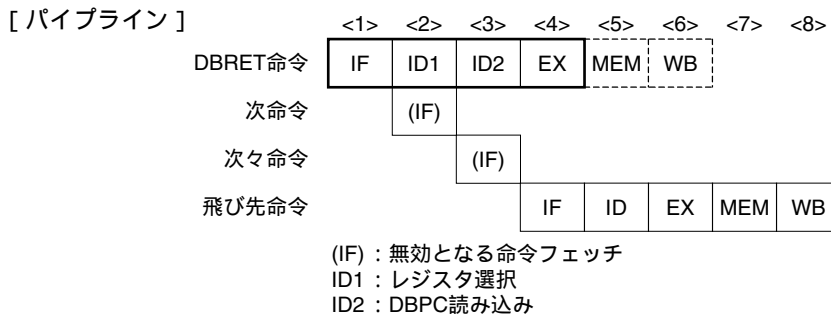 [ パイプライン ]
<1> <2> <3> <4> <5> <6> <7> <8>
DBRET命令 IF ID1 ID2 EX MEM WB
次命令 (IF)
次々命令 (IF)
飛び先命令 IF ID EX MEM WB
(IF) : 無効となる命令フェッチ
ID1 : レジスタ選択
ID2 : DBPC読み込み